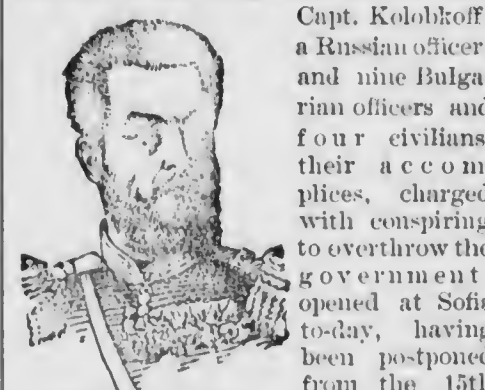 Capt. Kolobkoff
a Russian officer
and nine Bulga
rian officers and
four civilians
their accom
plices, charged
with conspiring
to overthrow the
government
opened at Sofia
to-day, having
been postponed
from the 15th